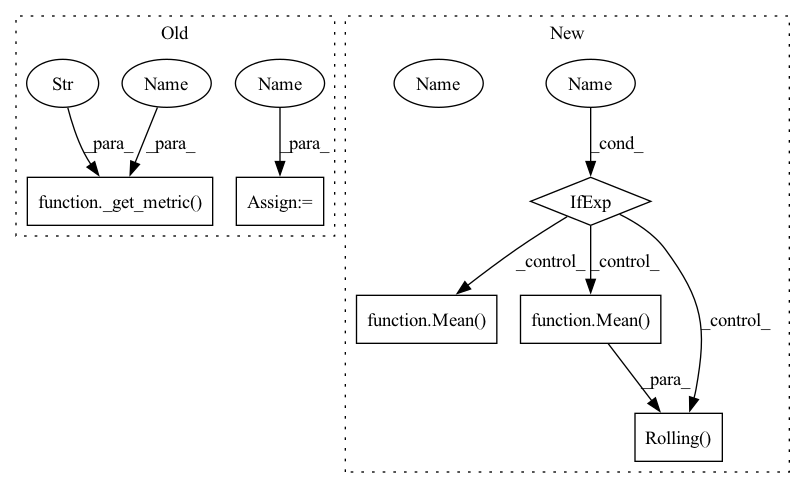 Old
New
Str
Name
Name
Name
Name
_para_
_para_
_para_
_cond_
function._get_metric()
Assign:=
IfExp
_control_
_control_
_control_
function.Mean()
function.Mean()
_para_
Rolling()